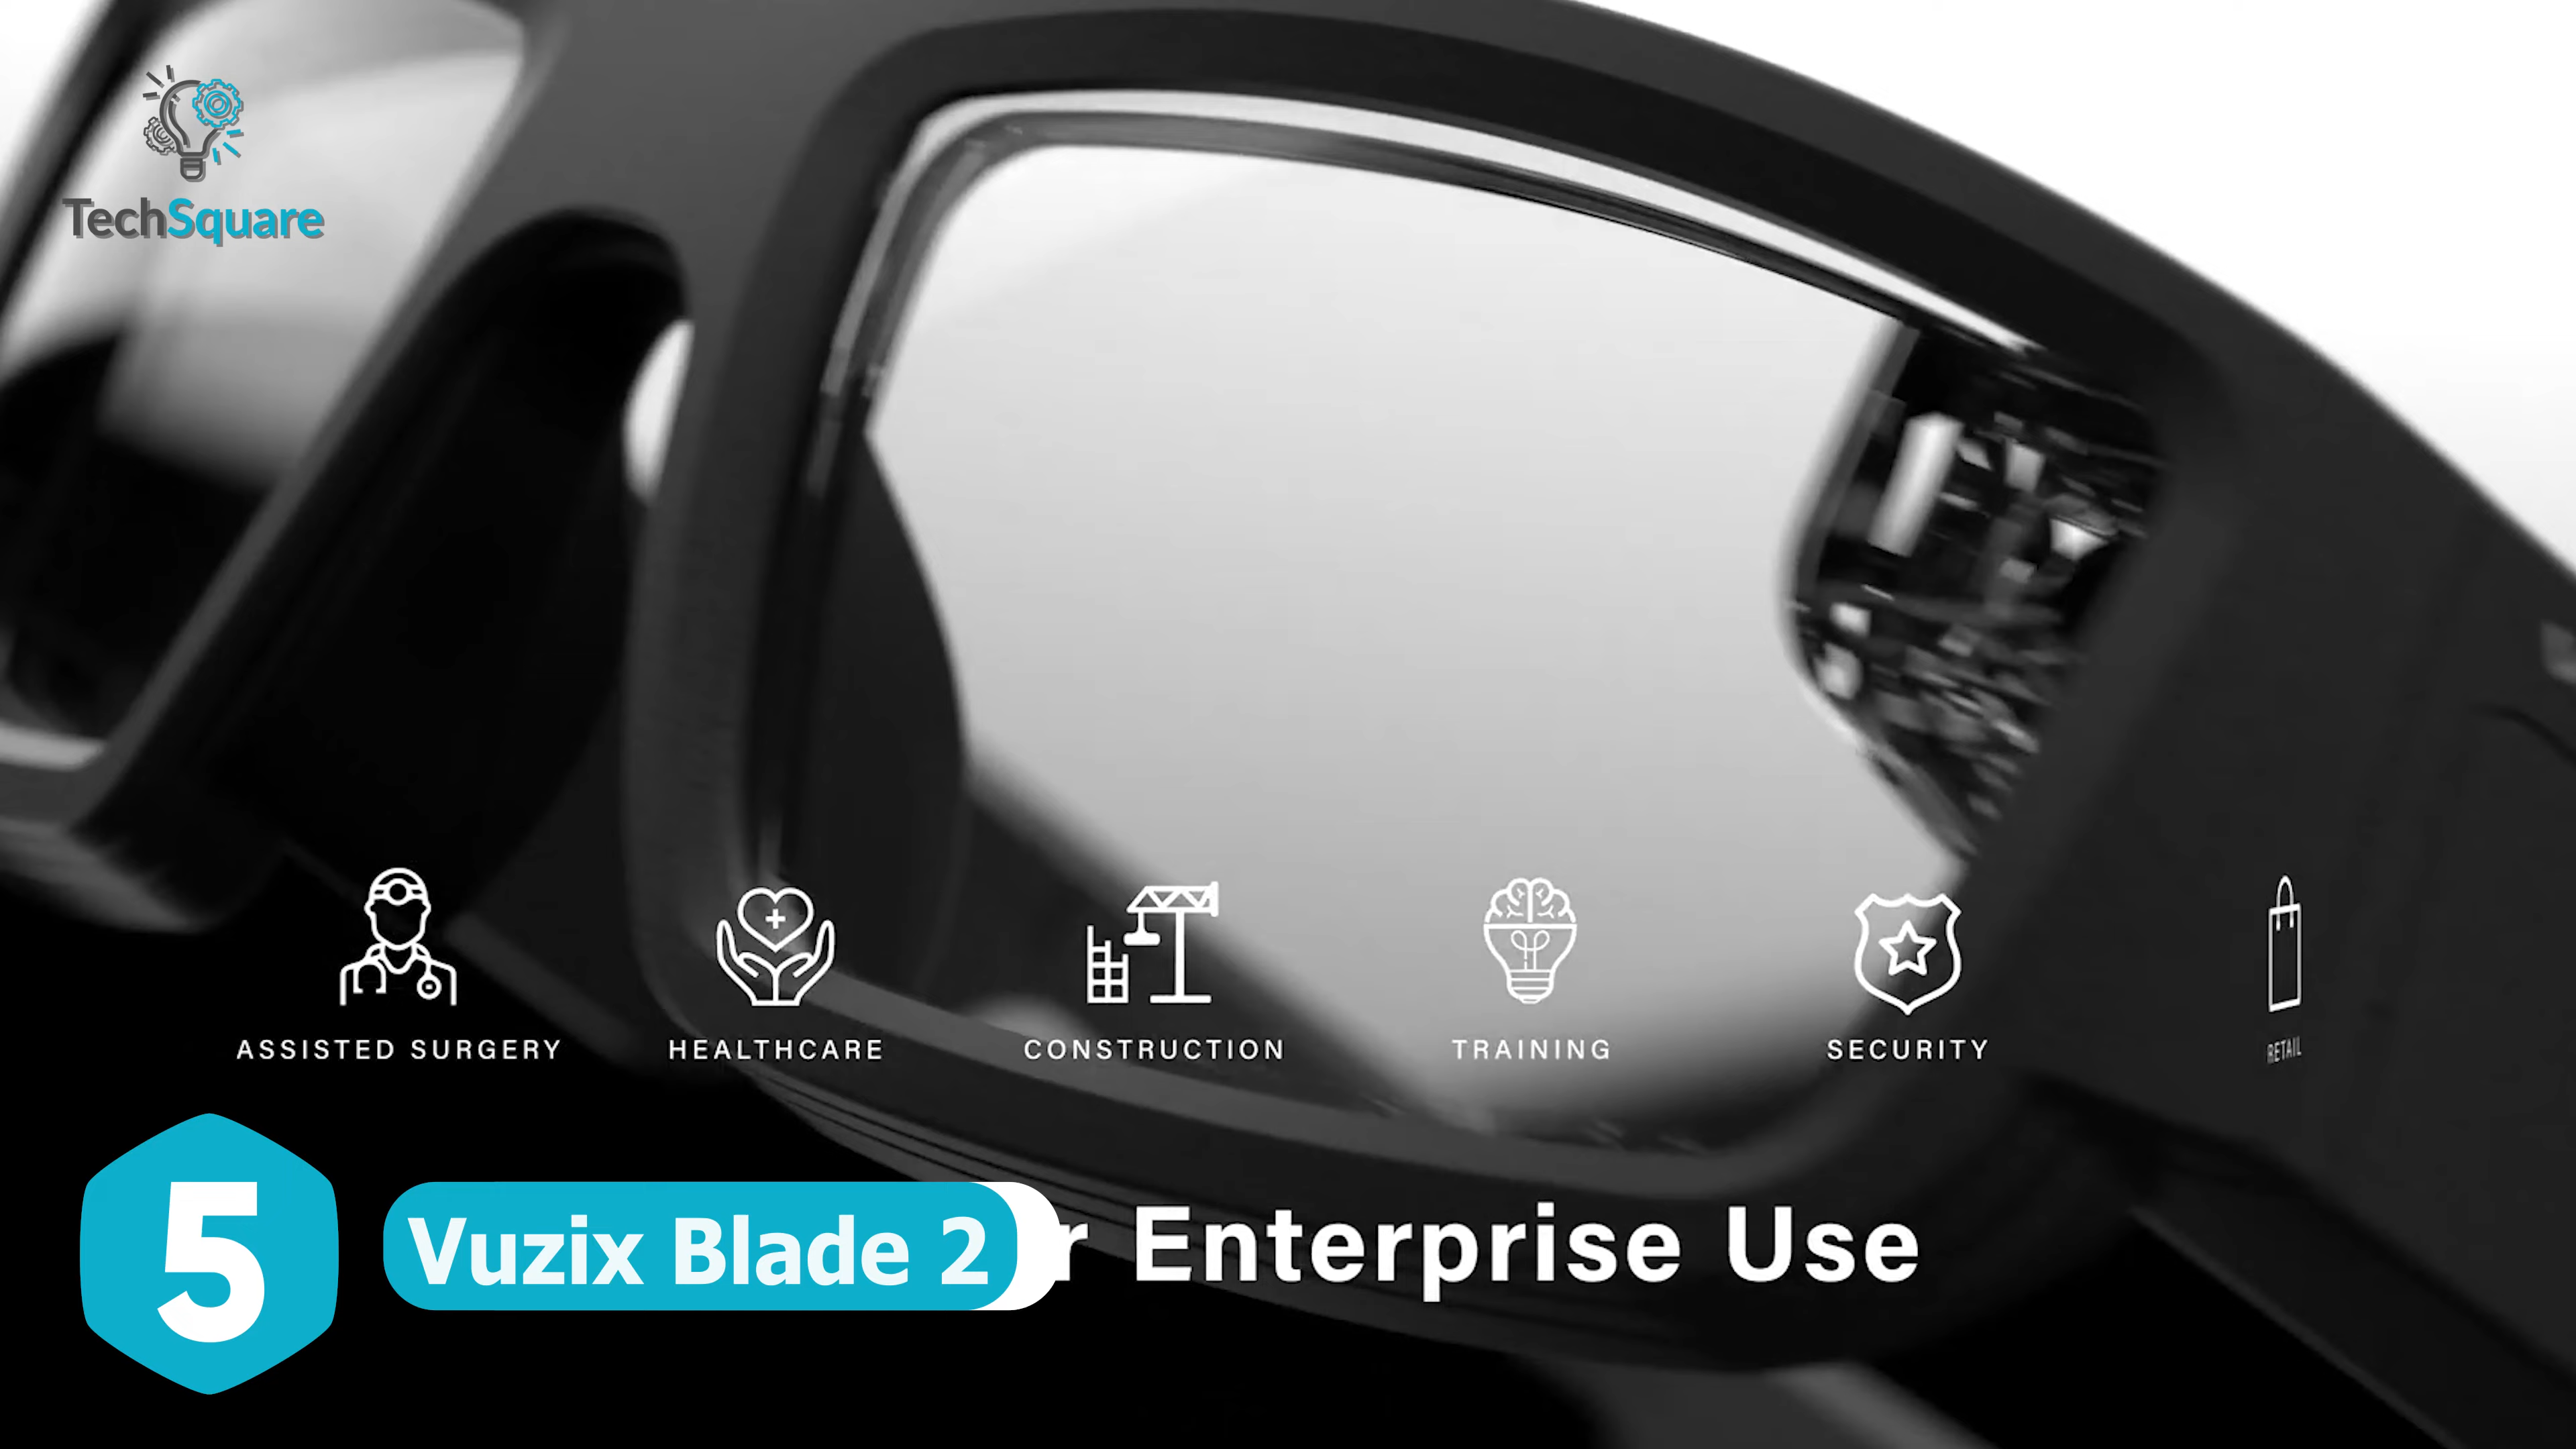 TechSquare
ASSISTED SURGERY
HEALTHCARE
CONSTRUCTION
TRAINING
SECURITY
RETAIL
5
Vuzix Blade 2
r Enterprise Use